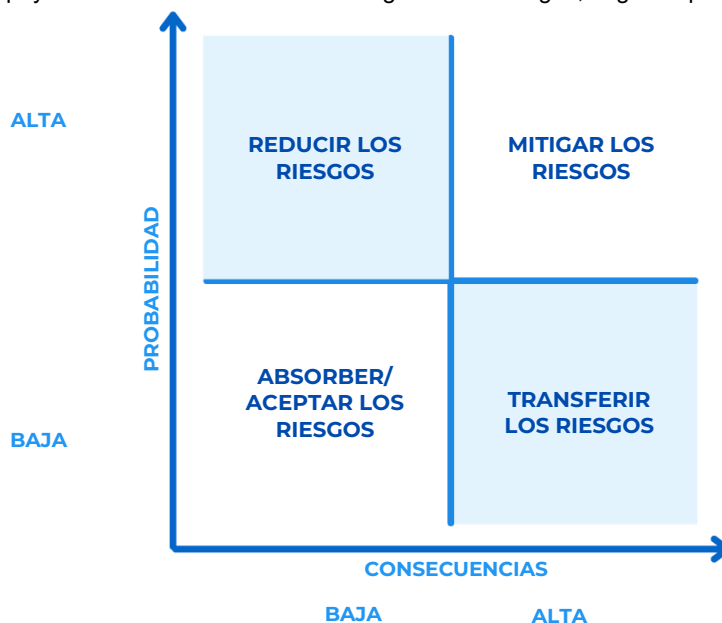 ALTA
REDUCIR LOS
RIESGOS
MITIGAR LOS
RIESGOS
PROBABILIDAD
ABSORBER/
ACEPTAR LOS
RIESGOS
TRANSFERIR
LOS RIESGOS
BAJA
CONSECUENCIAS
BAJA
ALTA